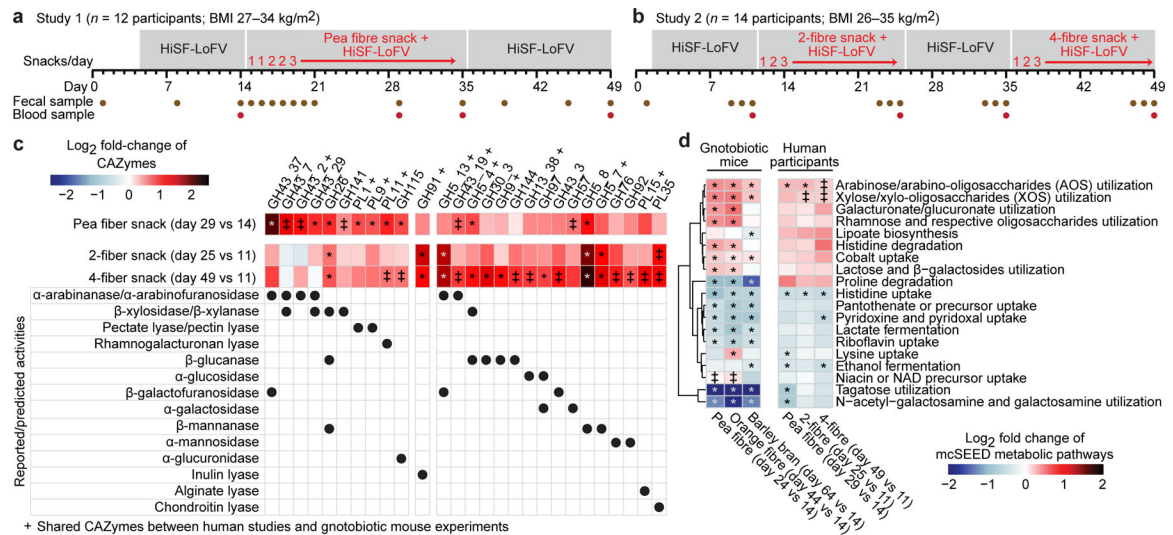 a Study 1 (n = 12 participants; BMI 27–34 kg/m²)
HiSF-LoFV
Pea fibre snack +
HiSF-LoFV
HiSF-LoFV
Snacks/day
1 1 2 2 2 3
Day
0 7 14 21 28 35 42 49
Fecal sample
Blood sample
b Study 2 (n = 14 participants; BMI 26–35 kg/m²)
HiSF-LoFV
2-fibre snack +
HiSF-LoFV
HiSF-LoFV
4-fibre snack +
HiSF-LoFV
1 2 3
1 2 3
7 14 28 35 49
c
Log2 fold-change of
CAZymes
−2 −1 0 1 2
GH43_37
GH43_7
GH43_2 +
GH43_29
GH26
GH141
PL1 +
PL9 +
PL11 +
GH115
GH91 +
GH5_13 +
GH43_19 +
GH5_4 +
GH30_3
GH9 +
GH144
GH13_38 +
GH97
GH43_3
GH57
GH5_8 +
GH5_7 +
GH76
GH92
PL15 +
PL35
Pea fiber snack (day 29 vs 14)
2-fiber snack (day 25 vs 11)
4-fiber snack (day 49 vs 11)
Reported/predicted activities
α-arabinanase/α-arabinofuranosidase
β-xylosidase/β-xylanase
Pectate lyase/pectin lyase
Rhamnogalacturonan lyase
β-glucanase
α-glucosidase
β-galactofuranosidase
α-galactosidase
β-mannanase
α-mannosidase
α-glucuronidase
Inulin lyase
Alginate lyase
Chondroitin lyase
+ Shared CAZymes between human studies and gnotobiotic mouse experiments
d
Gnotobiotic
mice
Human
participants
Arabinose/arabino-oligosaccharides (AOS) utilization
Xylose/xylo-oligosaccharides (XOS) utilization
Galacturonate/glucuronate utilization
Rhamnose and respective oligosaccharides utilization
Lipoate biosynthesis
Histidine degradation
Cobalt uptake
Lactose and β-galactosides utilization
Proline degradation
Histidine uptake
Pantothenate or precursor uptake
Pyridoxine and pyridoxal uptake
Lactate fermentation
Riboflavin uptake
Lysine uptake
Ethanol fermentation
Niacin or NAD precursor uptake
Tagatose utilization
N−acetyl−galactosamine and galactosamine utilization
Pea fibre (day 24 vs 14)
Orange fibre (day 44 vs 14)
Barley bran (day 64 vs 14)
Pea fibre (day 29 vs 14)
2-fibre (day 25 vs 11)
4-fibre (day 49 vs 11)
Log2 fold change of
mcSEED metabolic pathways
−2 −1 0 1 2